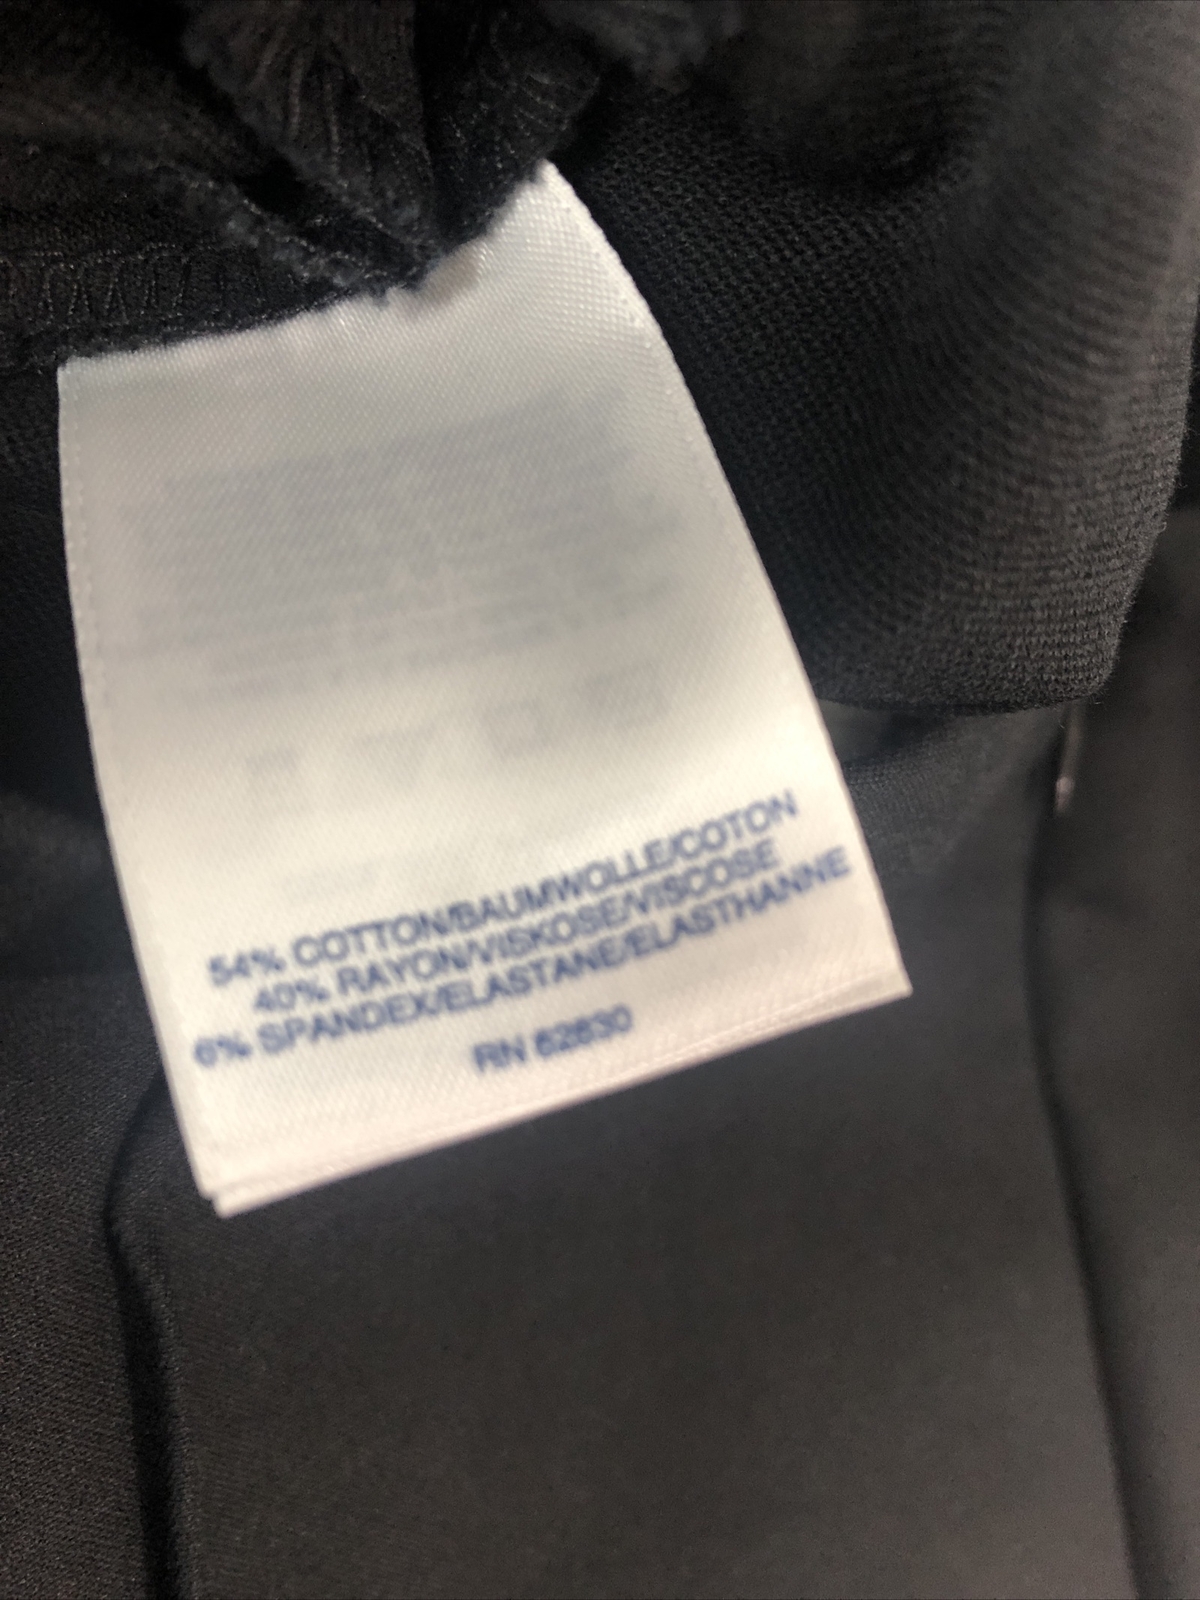 54% COTTON/BAUMWOLLE/COTON
40% RAYON/VISKOSE/VISCOSE
6% SPANDEX/ELASTANE/ELASTHANNE
RN 62630